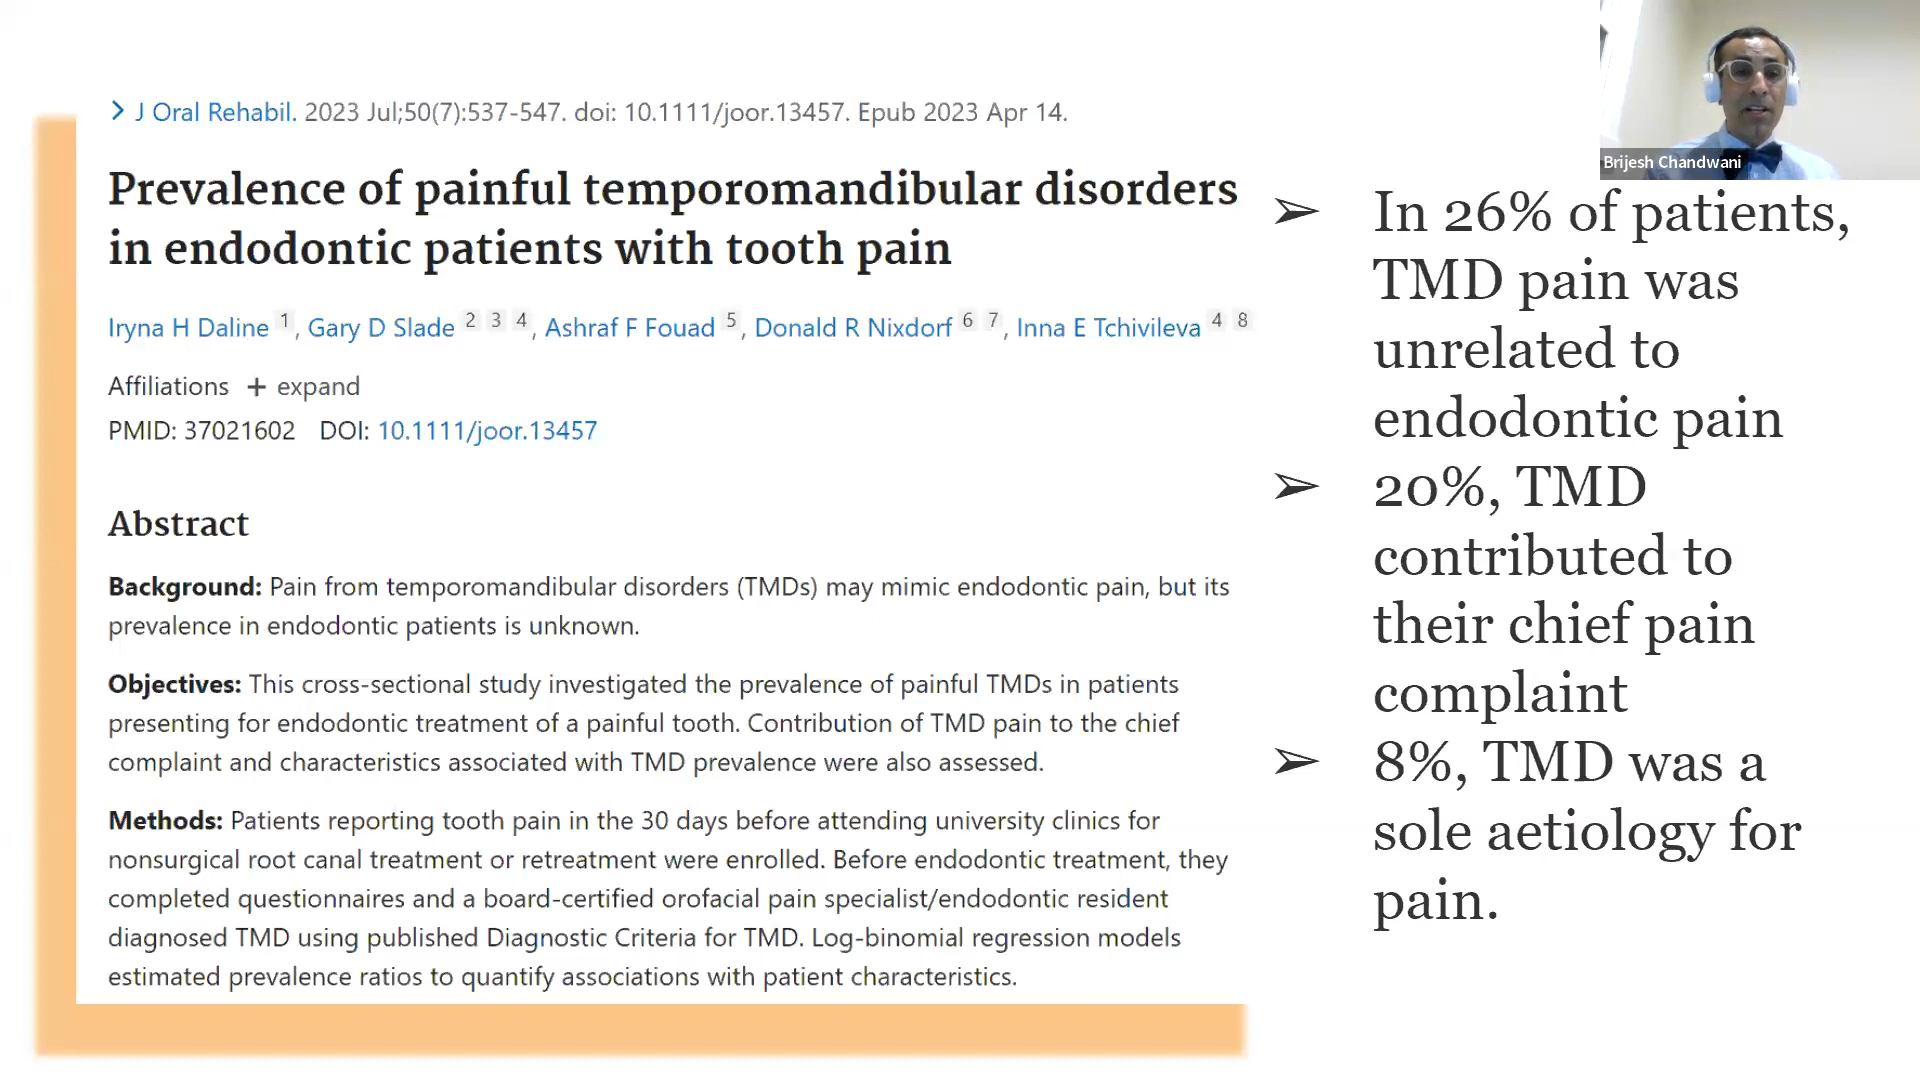 J Oral Rehabil. 2023 Jul;50(7):537-547. doi: 10.1111/joor.13457. Epub 2023 Apr 14.
Prevalence of painful temporomandibular disorders
in endodontic patients with tooth pain
Iryna H Daline 1, Gary D Slade 2 3 4, Ashraf F Fouad 5, Donald R Nixdorf 6 7, Inna E Tchivileva 4 8
Affiliations + expand
PMID: 37021602 DOI: 10.1111/joor.13457
Abstract
Background: Pain from temporomandibular disorders (TMDs) may mimic endodontic pain, but its
prevalence in endodontic patients is unknown.
Objectives: This cross-sectional study investigated the prevalence of painful TMDs in patients
presenting for endodontic treatment of a painful tooth. Contribution of TMD pain to the chief
complaint and characteristics associated with TMD prevalence were also assessed.
Methods: Patients reporting tooth pain in the 30 days before attending university clinics for
nonsurgical root canal treatment or retreatment were enrolled. Before endodontic treatment, they
completed questionnaires and a board-certified orofacial pain specialist/endodontic resident
diagnosed TMD using published Diagnostic Criteria for TMD. Log-binomial regression models
estimated prevalence ratios to quantify associations with patient characteristics.
Brijesh Chandwani
➢ In 26% of patients,
TMD pain was
unrelated to
endodontic pain
➢ 20%, TMD
contributed to
their chief pain
complaint
➢ 8%, TMD was a
sole aetiology for
pain.